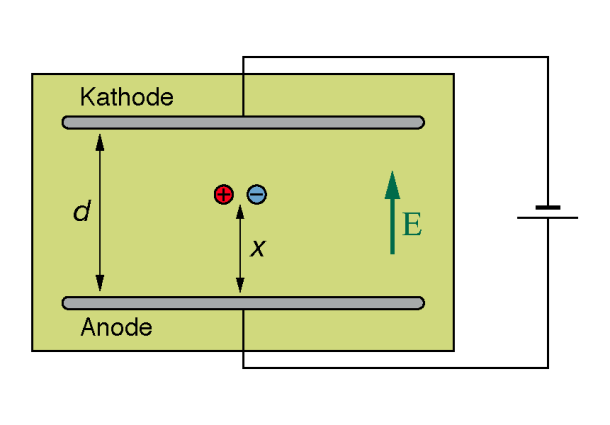 Kathode
+ −
d
E
x
Anode